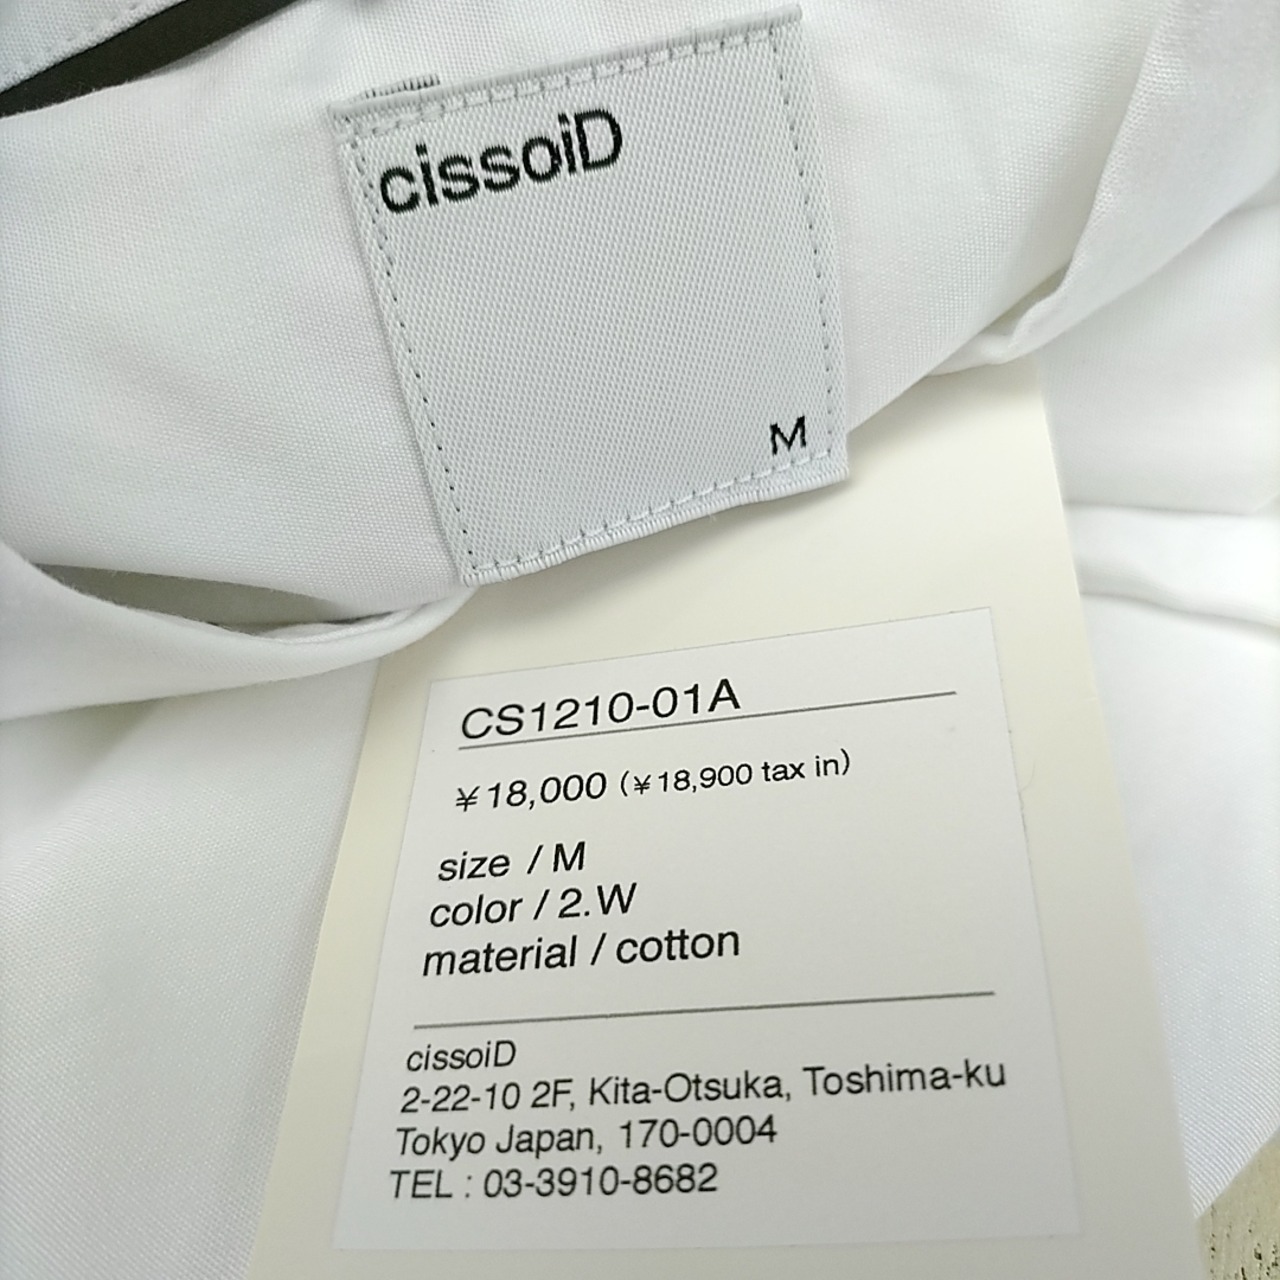 cissoiD
M
CS1210-01A
¥18,000 (¥18,900 tax in)
size / M
color / 2.W
material / cotton
cissoiD
2-22-10 2F, Kita-Otsuka, Toshima-ku
Tokyo Japan, 170-0004
TEL : 03-3910-8682